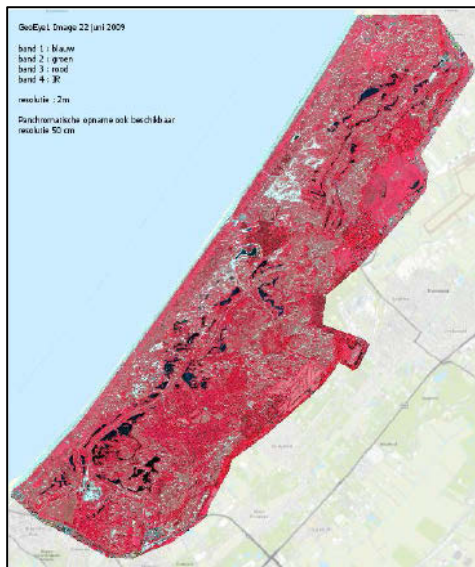 GeoEye1 Image 22 juni 2009
band 1 : blauw
band 2 : groen
band 3 : rood
band 4 : IR
resolutie : 2m
Panchromatische opname ook beschikbaar
resolutie 50 cm